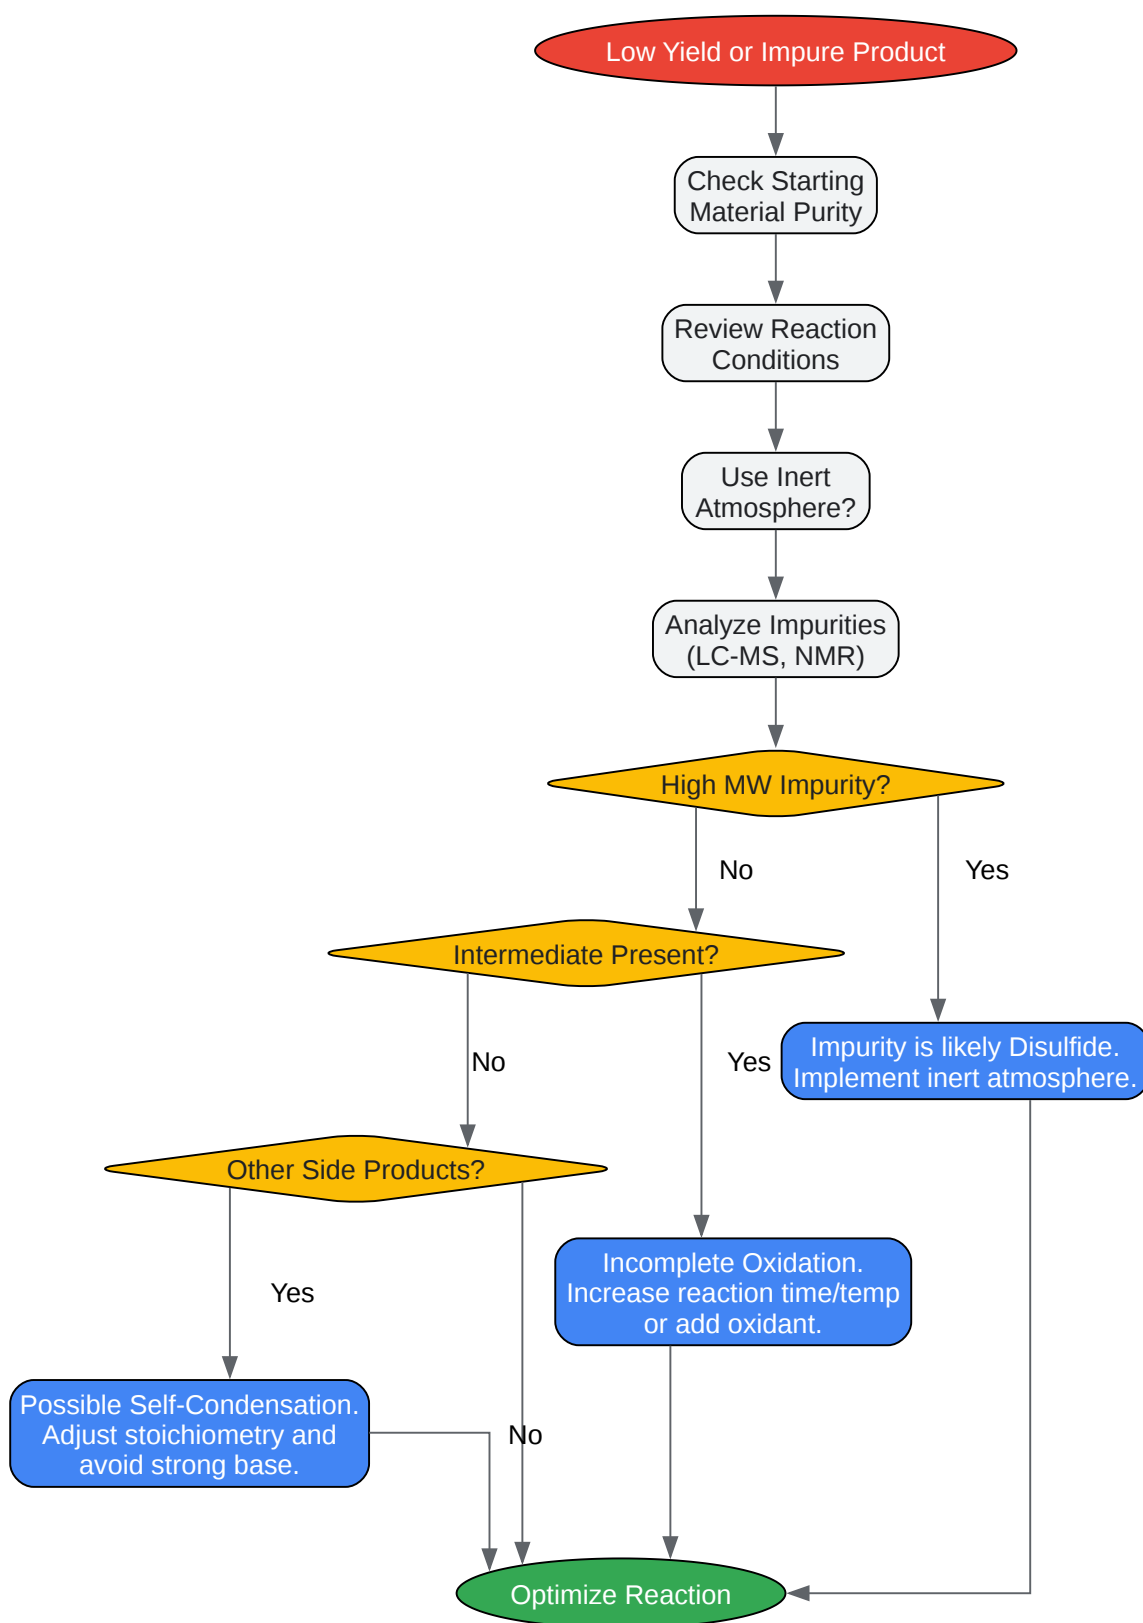 Low Yield or Impure Product
Check Starting
Material Purity
Review Reaction
Conditions
Use Inert
Atmosphere?
Analyze Impurities
(LC-MS, NMR)
High MW Impurity?
No
Yes
Intermediate Present?
No
Yes
Impurity is likely Disulfide.
Implement inert atmosphere.
Other Side Products?
Yes
Incomplete Oxidation.
Increase reaction time/temp
or add oxidant.
Possible Self-Condensation.
Adjust stoichiometry and
avoid strong base.
No
Optimize Reaction